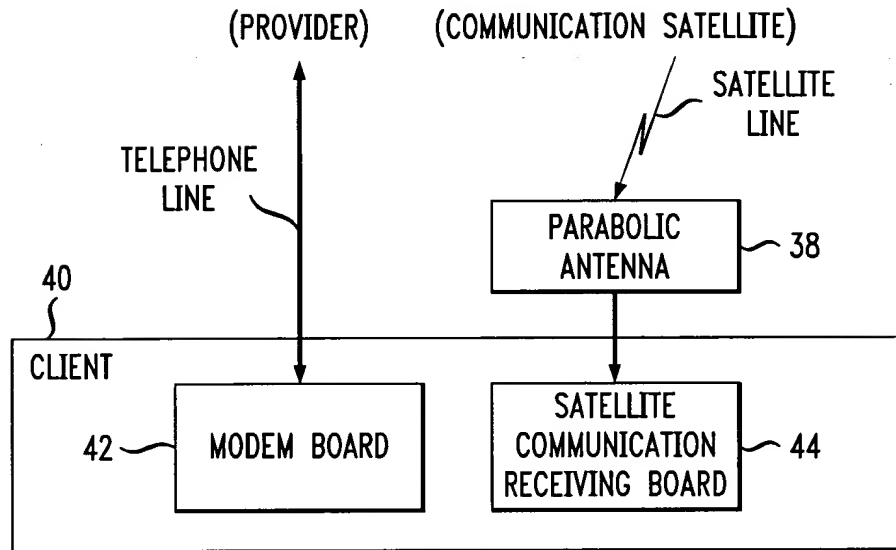 (PROVIDER)
(COMMUNICATION SATELLITE)
SATELLITE
LINE
TELEPHONE
LINE
PARABOLIC
ANTENNA
38
40
CLIENT
42
MODEM BOARD
SATELLITE
COMMUNICATION
RECEIVING BOARD
44